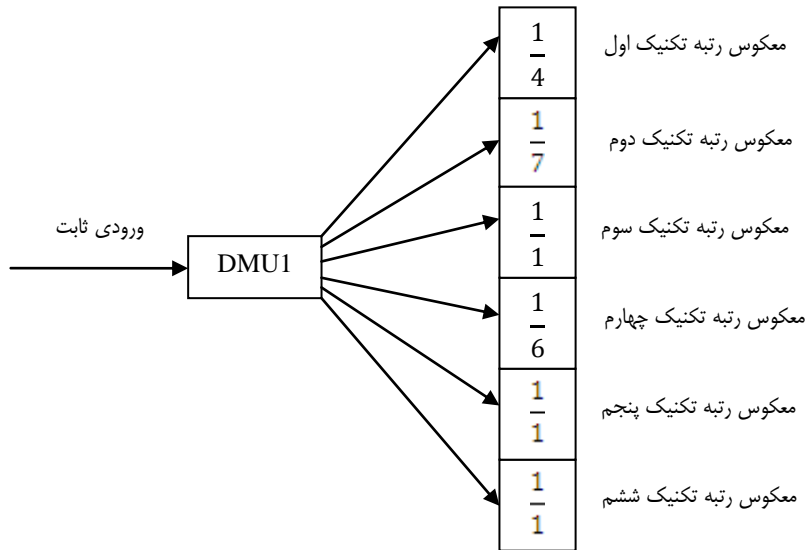 1/4 معکوس رتبه تکنیک اول
1/7 معکوس رتبه تکنیک دوم
ورودی ثابت
DMU1
1/1 معکوس رتبه تکنیک سوم
1/6 معکوس رتبه تکنیک چهارم
1/1 معکوس رتبه تکنیک پنجم
1/1 معکوس رتبه تکنیک ششم